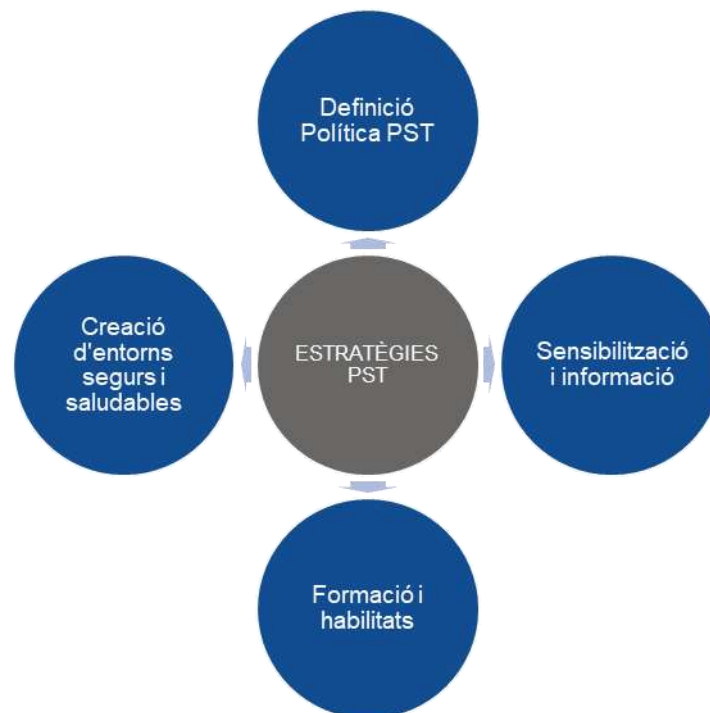 Definició
Política PST
Creació
d'entorns
segurs i
saludables
ESTRATÈGIES
PST
Sensibilització
i informació
Formació i
habilitats